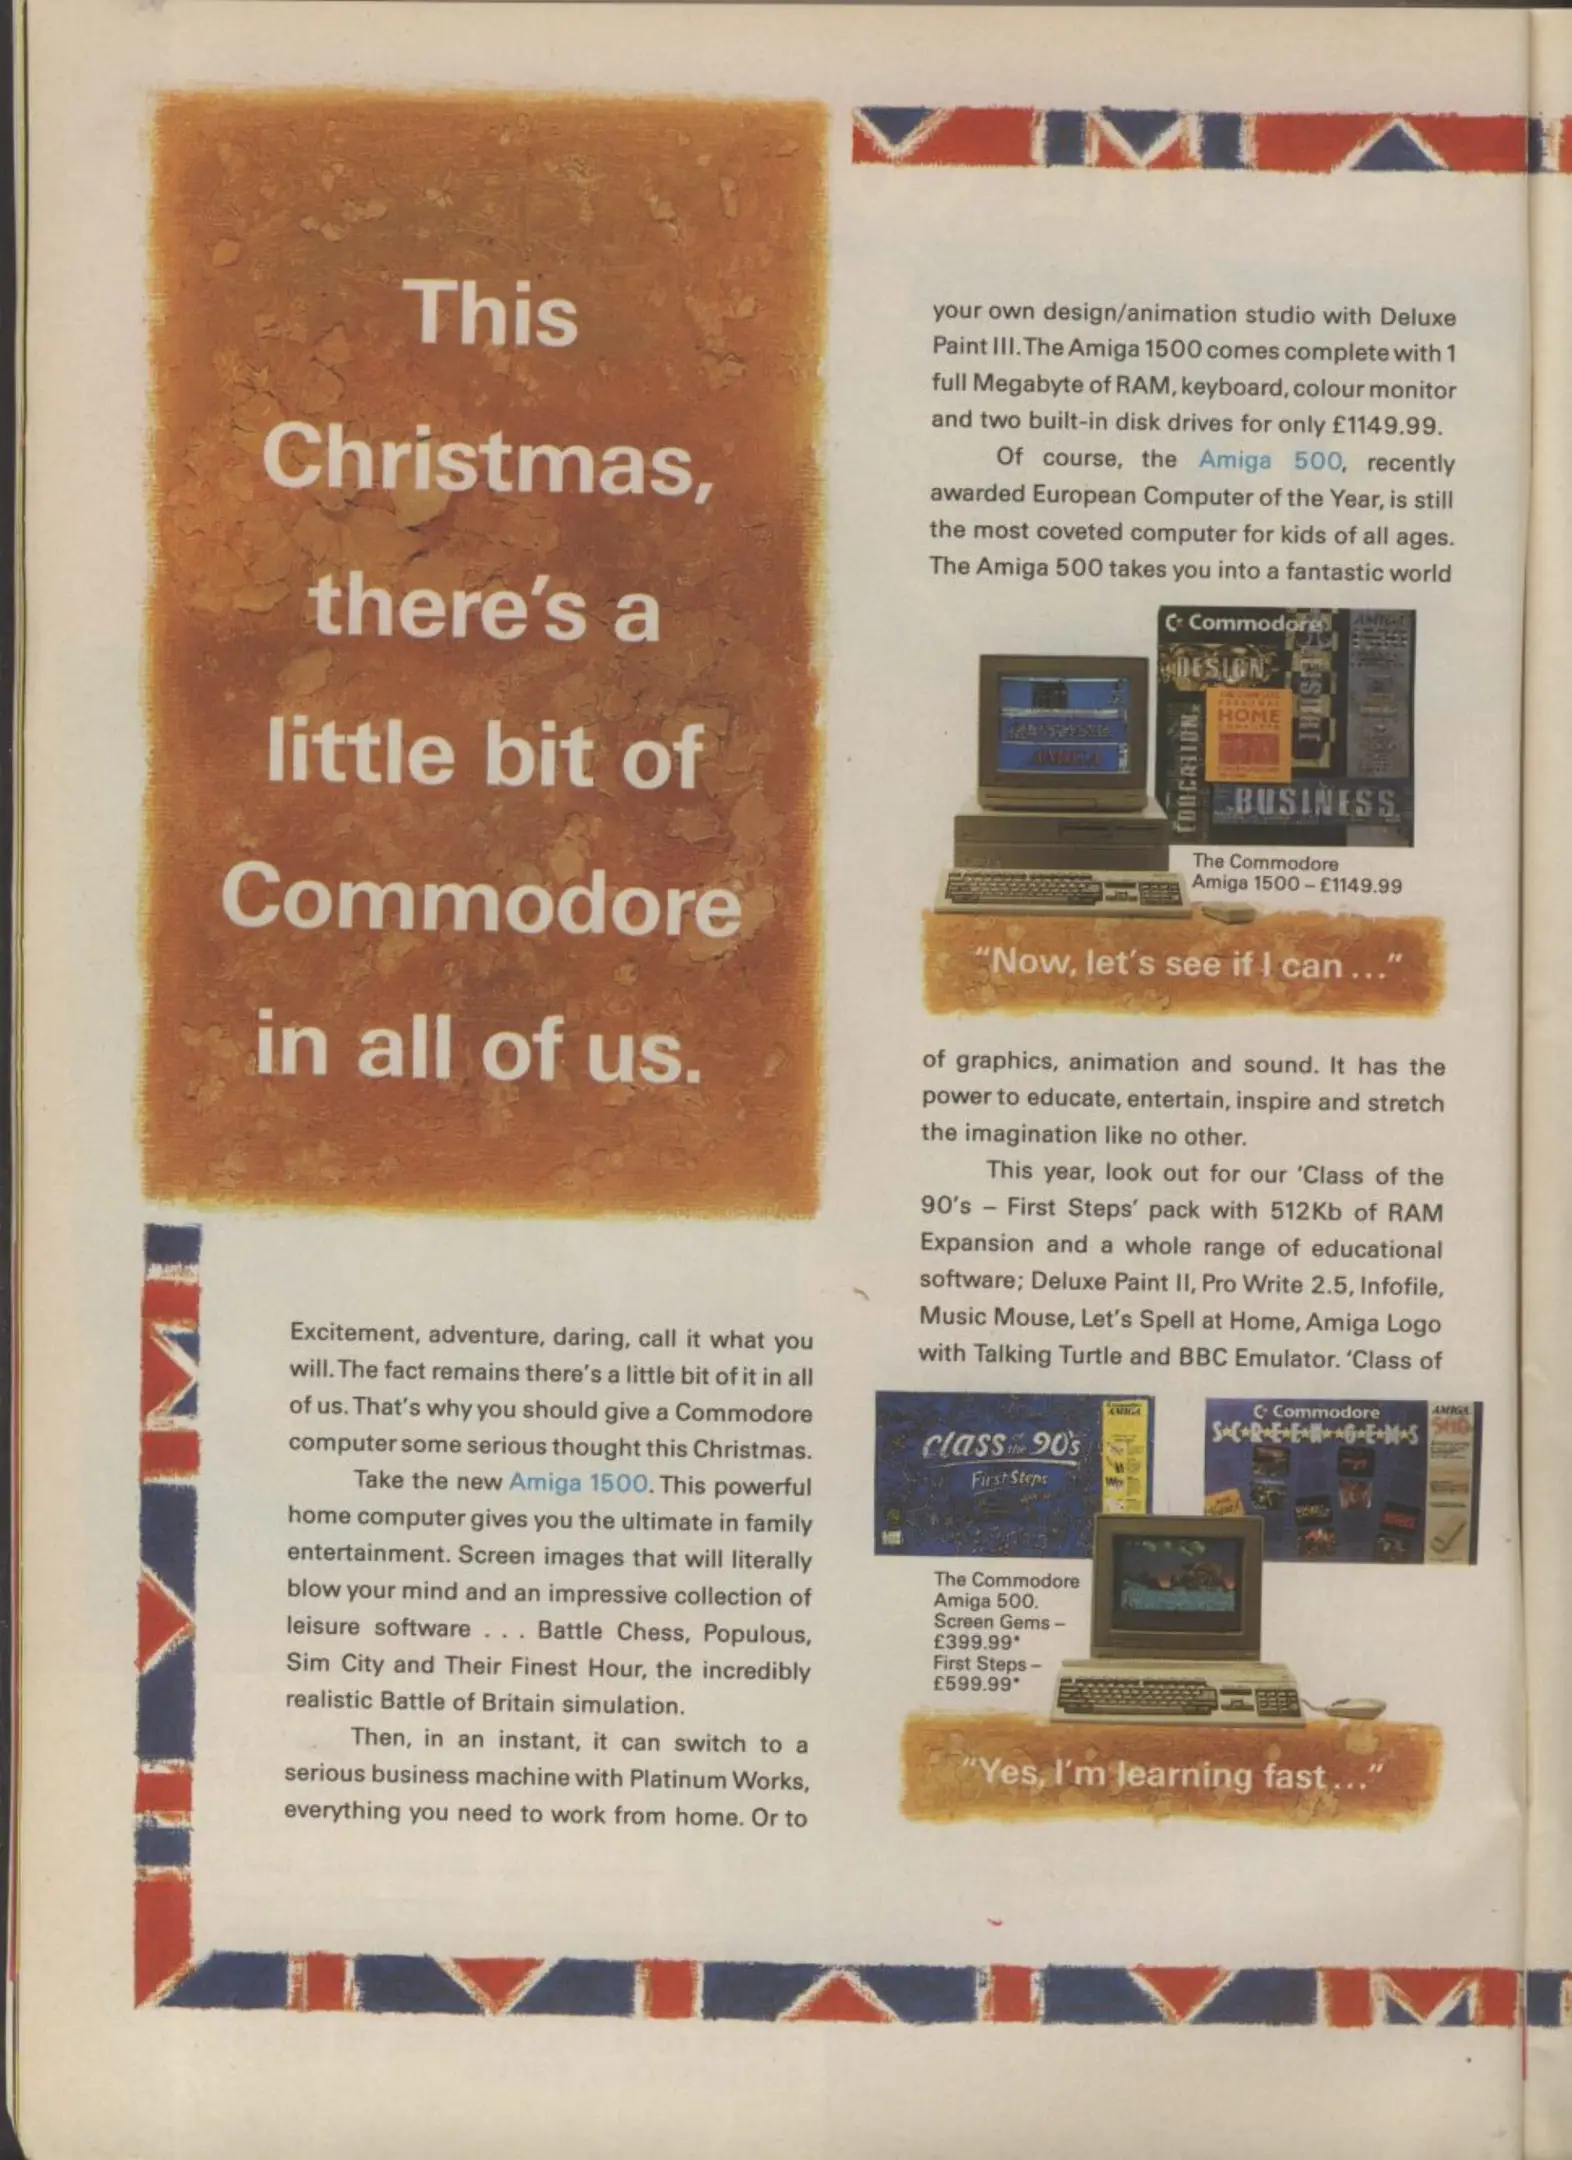 This
Christmas,
there's a
little bit of
Commodore
in all of us.
Excitement, adventure, daring, call it what you
will. The fact remains there's a little bit of it in all
of us. That's why you should give a Commodore
computer some serious thought this Christmas.
Take the new Amiga 1500. This powerful
home computer gives you the ultimate in family
entertainment. Screen images that will literally
blow your mind and an impressive collection of
leisure software . . . Battle Chess, Populous,
Sim City and Their Finest Hour, the incredibly
realistic Battle of Britain simulation.
Then, in an instant, it can switch to a
serious business machine with Platinum Works,
everything you need to work from home. Or to
your own design/animation studio with Deluxe
Paint III. The Amiga 1500 comes complete with 1
full Megabyte of RAM, keyboard, colour monitor
and two built-in disk drives for only £1149.99.
Of course, the Amiga 500, recently
awarded European Computer of the Year, is still
the most coveted computer for kids of all ages.
The Amiga 500 takes you into a fantastic world
Commodore
AMIGA
DESIGN
HOME
EDUCATION
BUSINESS
AMIGA
The Commodore
Amiga 1500 – £1149.99
"Now, let's see if I can ..."
of graphics, animation and sound. It has the
power to educate, entertain, inspire and stretch
the imagination like no other.
This year, look out for our 'Class of the
90's – First Steps' pack with 512Kb of RAM
Expansion and a whole range of educational
software; Deluxe Paint II, Pro Write 2.5, Infofile,
Music Mouse, Let's Spell at Home, Amiga Logo
with Talking Turtle and BBC Emulator. 'Class of
class of the 90's
First Steps
AMIGA
Commodore
S★C★R★E★E★N★★G★E★M★S
AMIGA
500
The Commodore
Amiga 500.
Screen Gems –
£399.99*
First Steps –
£599.99*
"Yes, I'm learning fast ..."